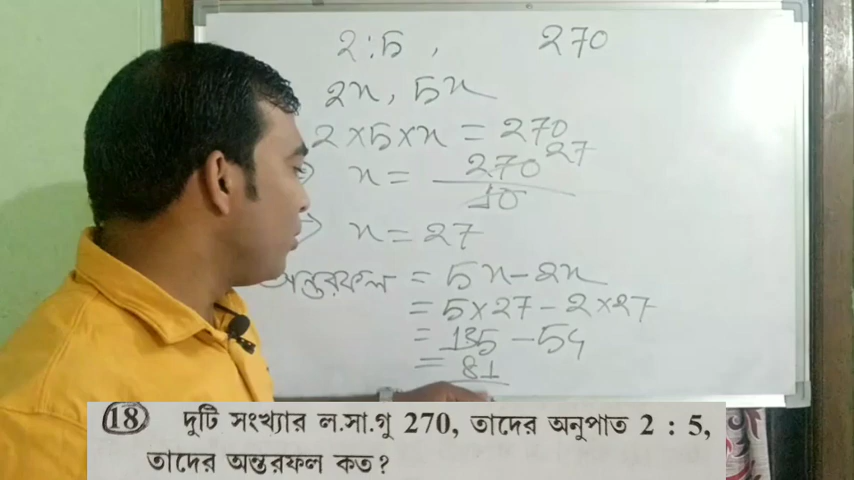 2:5, 270
2x, 5x
2×5×x = 270
x = 270 27
10
⇒ x = 27
অন্তরফল = 5x - 2x
= 5×27 - 2×27
= 135 - 54
= 81
18 দুটি সংখ্যার ল.সা.গু 270, তাদের অনুপাত 2 : 5,
তাদের অন্তরফল কত?